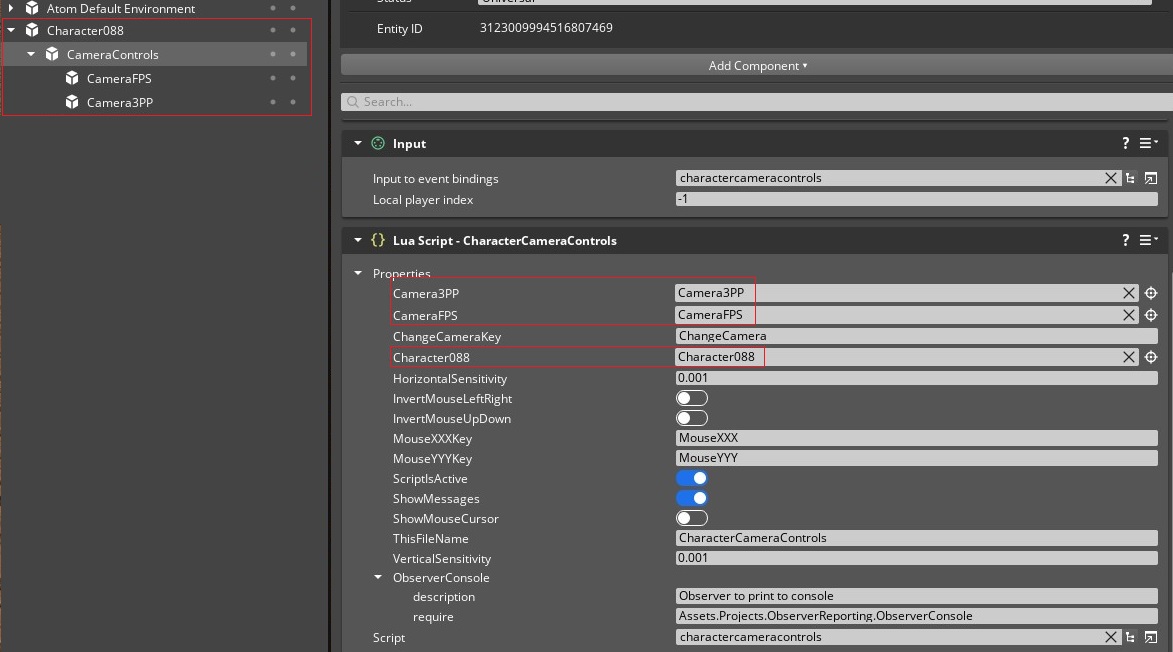 Atom Default Environment
Character088
CameraControls
CameraFPS
Camera3PP
Entity ID 3123009994516807469
Add Component
Search...
Input ?
Input to event bindings charactercameracontrols
Local player index -1
{} Lua Script - CharacterCameraControls ?
Properties
Camera3PP Camera3PP
CameraFPS CameraFPS
ChangeCameraKey ChangeCamera
Character088 Character088
HorizontalSensitivity 0.001
InvertMouseLeftRight
InvertMouseUpDown
MouseXXXKey MouseXXX
MouseYYYKey MouseYYY
ScriptIsActive
ShowMessages
ShowMouseCursor
ThisFileName CharacterCameraControls
VerticalSensitivity 0.001
ObserverConsole
description Observer to print to console
require Assets.Projects.ObserverReporting.ObserverConsole
Script charactercameracontrols